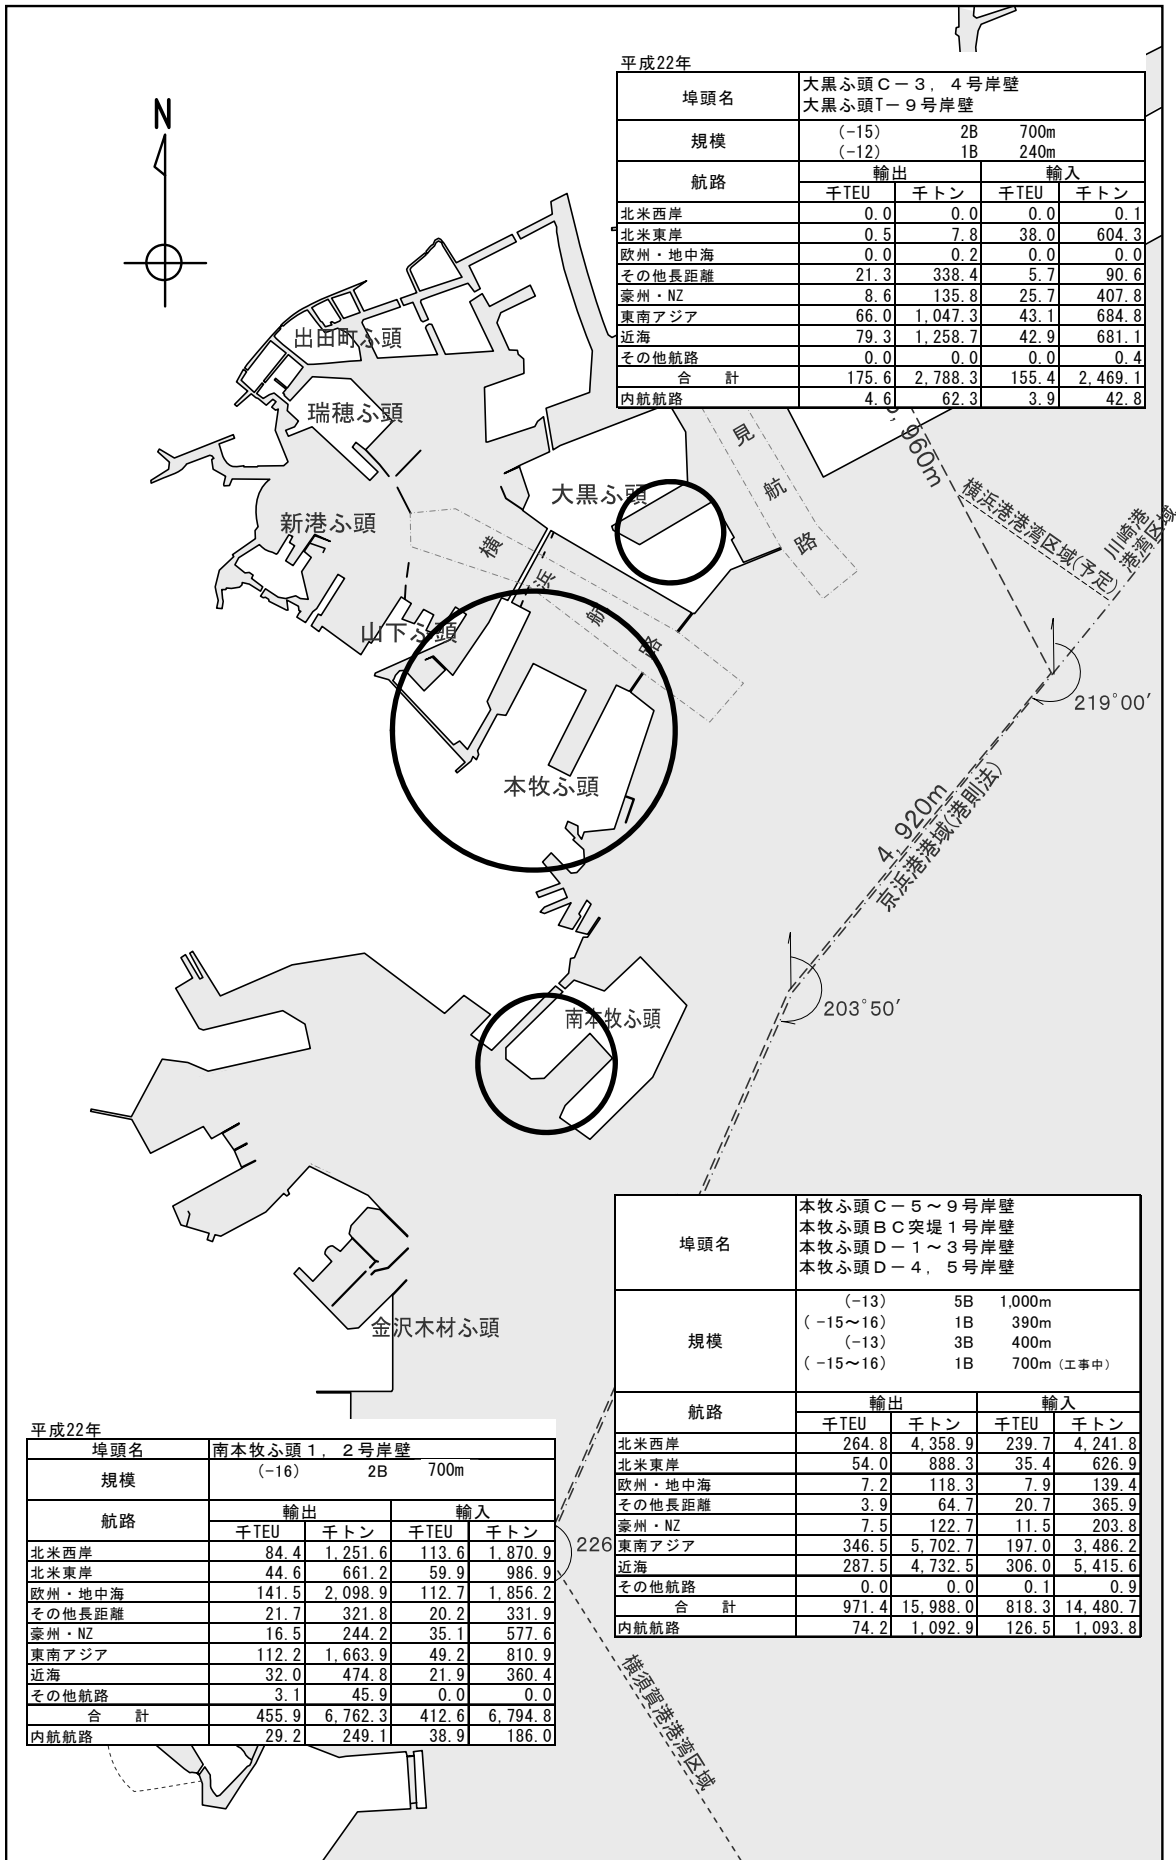 平成22年
埠頭名 大黒ふ頭Ｃ－３，４号岸壁
大黒ふ頭T－９号岸壁
規模 (-15) 2B 700m
(-12) 1B 240m
航路 輸出 輸入
千TEU 千トン 千TEU 千トン
北米西岸 0.0 0.0 0.0 0.1
北米東岸 0.5 7.8 38.0 604.3
欧州・地中海 0.0 0.2 0.0 0.0
その他長距離 21.3 338.4 5.7 90.6
豪州・NZ 8.6 135.8 25.7 407.8
東南アジア 66.0 1,047.3 43.1 684.8
近海 79.3 1,258.7 42.9 681.1
その他航路 0.0 0.0 0.0 0.4
合計 175.6 2,788.3 155.4 2,469.1
内航航路 4.6 62.3 3.9 42.8
N
出田町ふ頭
瑞穂ふ頭
新港ふ頭
山下ふ頭
大黒ふ頭
本牧ふ頭
南本牧ふ頭
金沢木材ふ頭
見航路
横浜航路
960m
横浜港港湾区域(予定)
川崎港
港湾区域
219°00′
4,920m
京浜港港域(港則法)
203°50′
埠頭名 本牧ふ頭Ｃ－５～９号岸壁
本牧ふ頭ＢＣ突堤１号岸壁
本牧ふ頭Ｄ－１～３号岸壁
本牧ふ頭Ｄ－４，５号岸壁
規模 (-13) 5B 1,000m
(-15～16) 1B 390m
(-13) 3B 400m
(-15～16) 1B 700m (工事中)
航路 輸出 輸入
千TEU 千トン 千TEU 千トン
北米西岸 264.8 4,358.9 239.7 4,241.8
北米東岸 54.0 888.3 35.4 626.9
欧州・地中海 7.2 118.3 7.9 139.4
その他長距離 3.9 64.7 20.7 365.9
豪州・NZ 7.5 122.7 11.5 203.8
東南アジア 346.5 5,702.7 197.0 3,486.2
近海 287.5 4,732.5 306.0 5,415.6
その他航路 0.0 0.0 0.1 0.9
合計 971.4 15,988.0 818.3 14,480.7
内航航路 74.2 1,092.9 126.5 1,093.8
平成22年
埠頭名 南本牧ふ頭１，２号岸壁
規模 (-16) 2B 700m
航路 輸出 輸入
千TEU 千トン 千TEU 千トン
北米西岸 84.4 1,251.6 113.6 1,870.9
北米東岸 44.6 661.2 59.9 986.9
欧州・地中海 141.5 2,098.9 112.7 1,856.2
その他長距離 21.7 321.8 20.2 331.9
豪州・NZ 16.5 244.2 35.1 577.6
東南アジア 112.2 1,663.9 49.2 810.9
近海 32.0 474.8 21.9 360.4
その他航路 3.1 45.9 0.0 0.0
合計 455.9 6,762.3 412.6 6,794.8
内航航路 29.2 249.1 38.9 186.0
226
横須賀港港湾区域